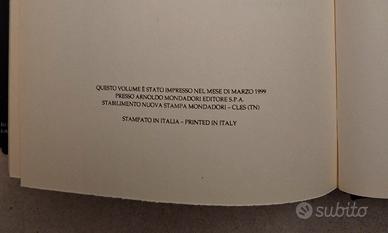 QUESTO VOLUME È STATO IMPRESSO NEL MESE DI MARZO 1999
PRESSO ARNOLDO MONDADORI EDITORE S.P.A.
STABILIMENTO NUOVA STAMPA MONDADORI – CLES (TN)
STAMPATO IN ITALIA – PRINTED IN ITALY
subito